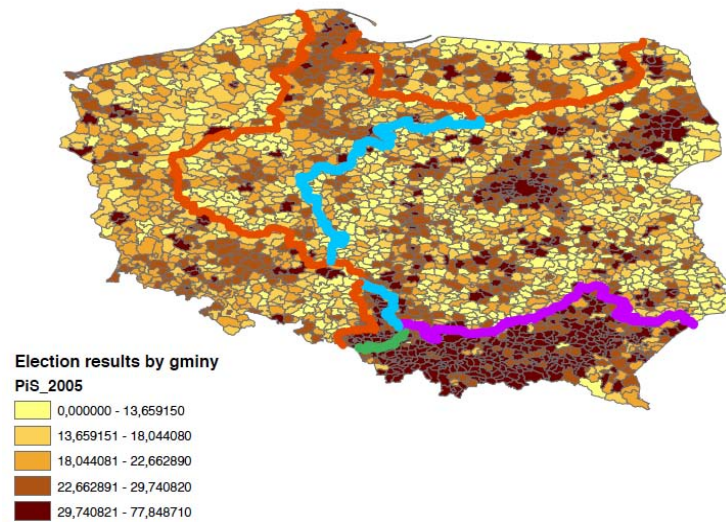 Election results by gminy
PiS_2005
0,000000 - 13,659150
13,659151 - 18,044080
18,044081 - 22,662890
22,662891 - 29,740820
29,740821 - 77,848710